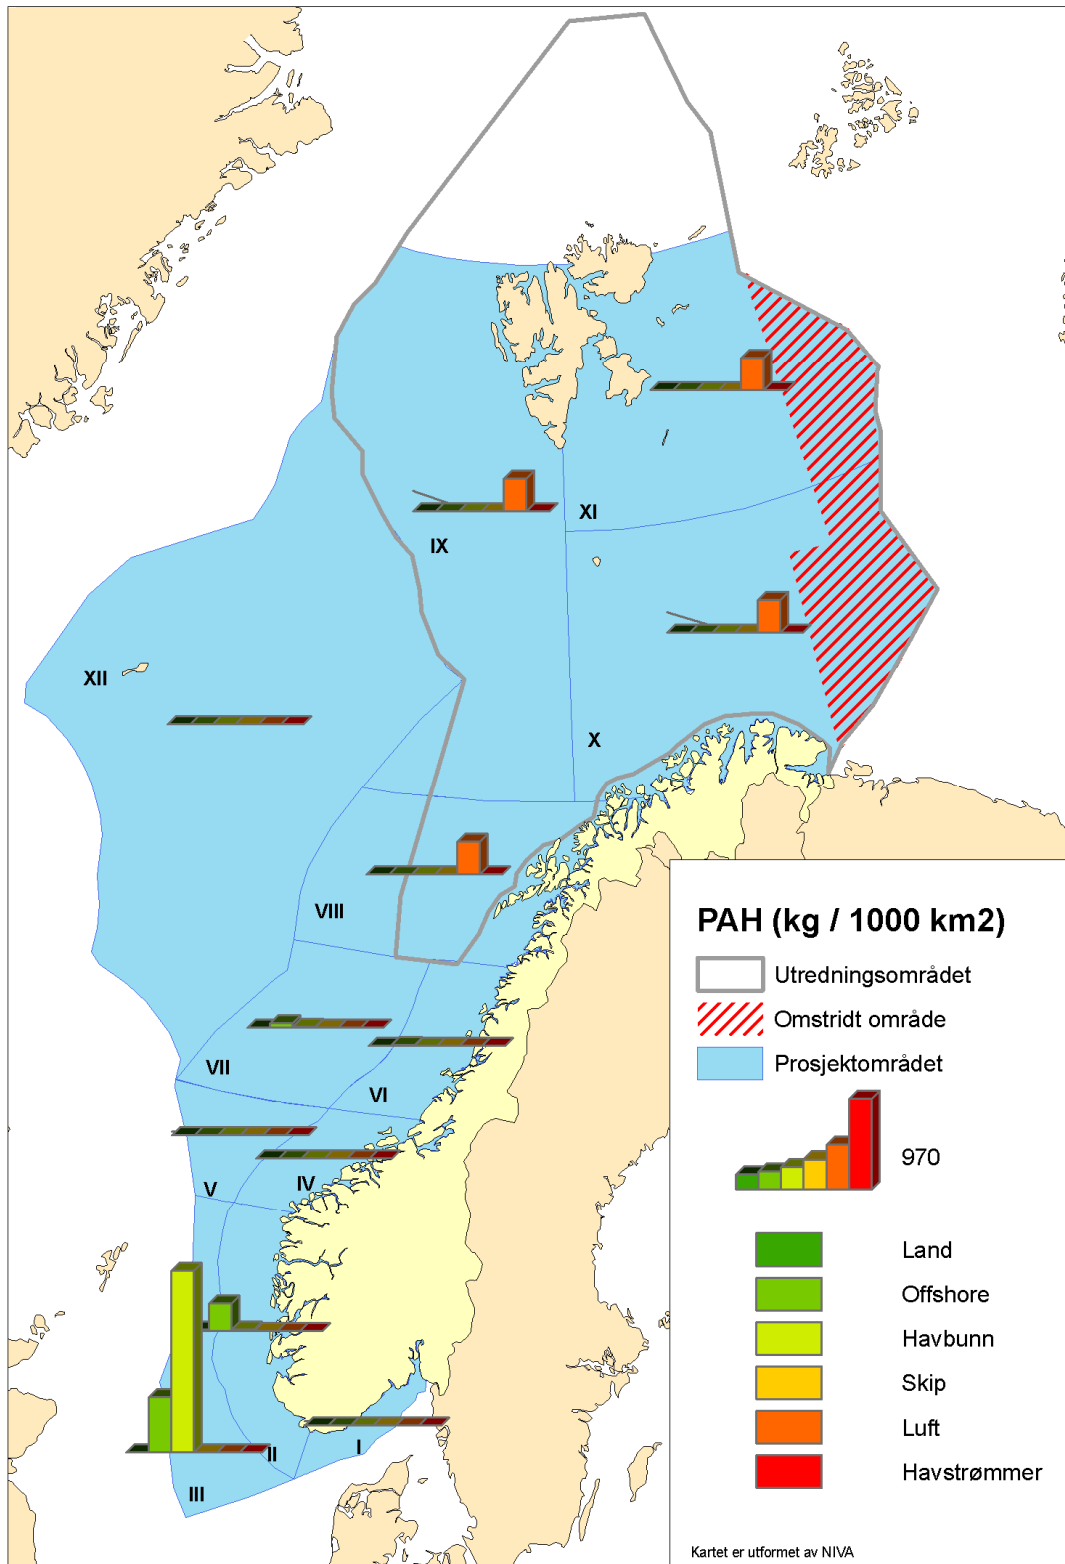 XI
IX
XII
X
VIII
VII
VI
V
IV
II
I
III
PAH (kg / 1000 km2)
Utredningsområdet
Omstridt område
Prosjektområdet
970
Land
Offshore
Havbunn
Skip
Luft
Havstrømmer
Kartet er utformet av NIVA